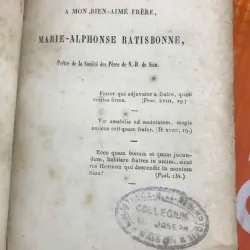 A MON BIEN-AIMÉ FRÈRE,
MARIE-ALPHONSE RATISBONNE,
Prêtre de la Société des Pères de N.-D. de Sion.
Frater qui adjuvatur a fratre, quasi
civitas firma. (Prov. XVIII, 19.)
Vir amabilis ad societatem, magis
amicus erit quam frater. (Ib. XVIII, 24.)
Ecce quam bonum et quam jucun-
dum, habitare fratres in unum... sicut
ros Hermon qui descendit in montem
Sion! (Psal. 132.)
COLLEGIUM
JOSEPH